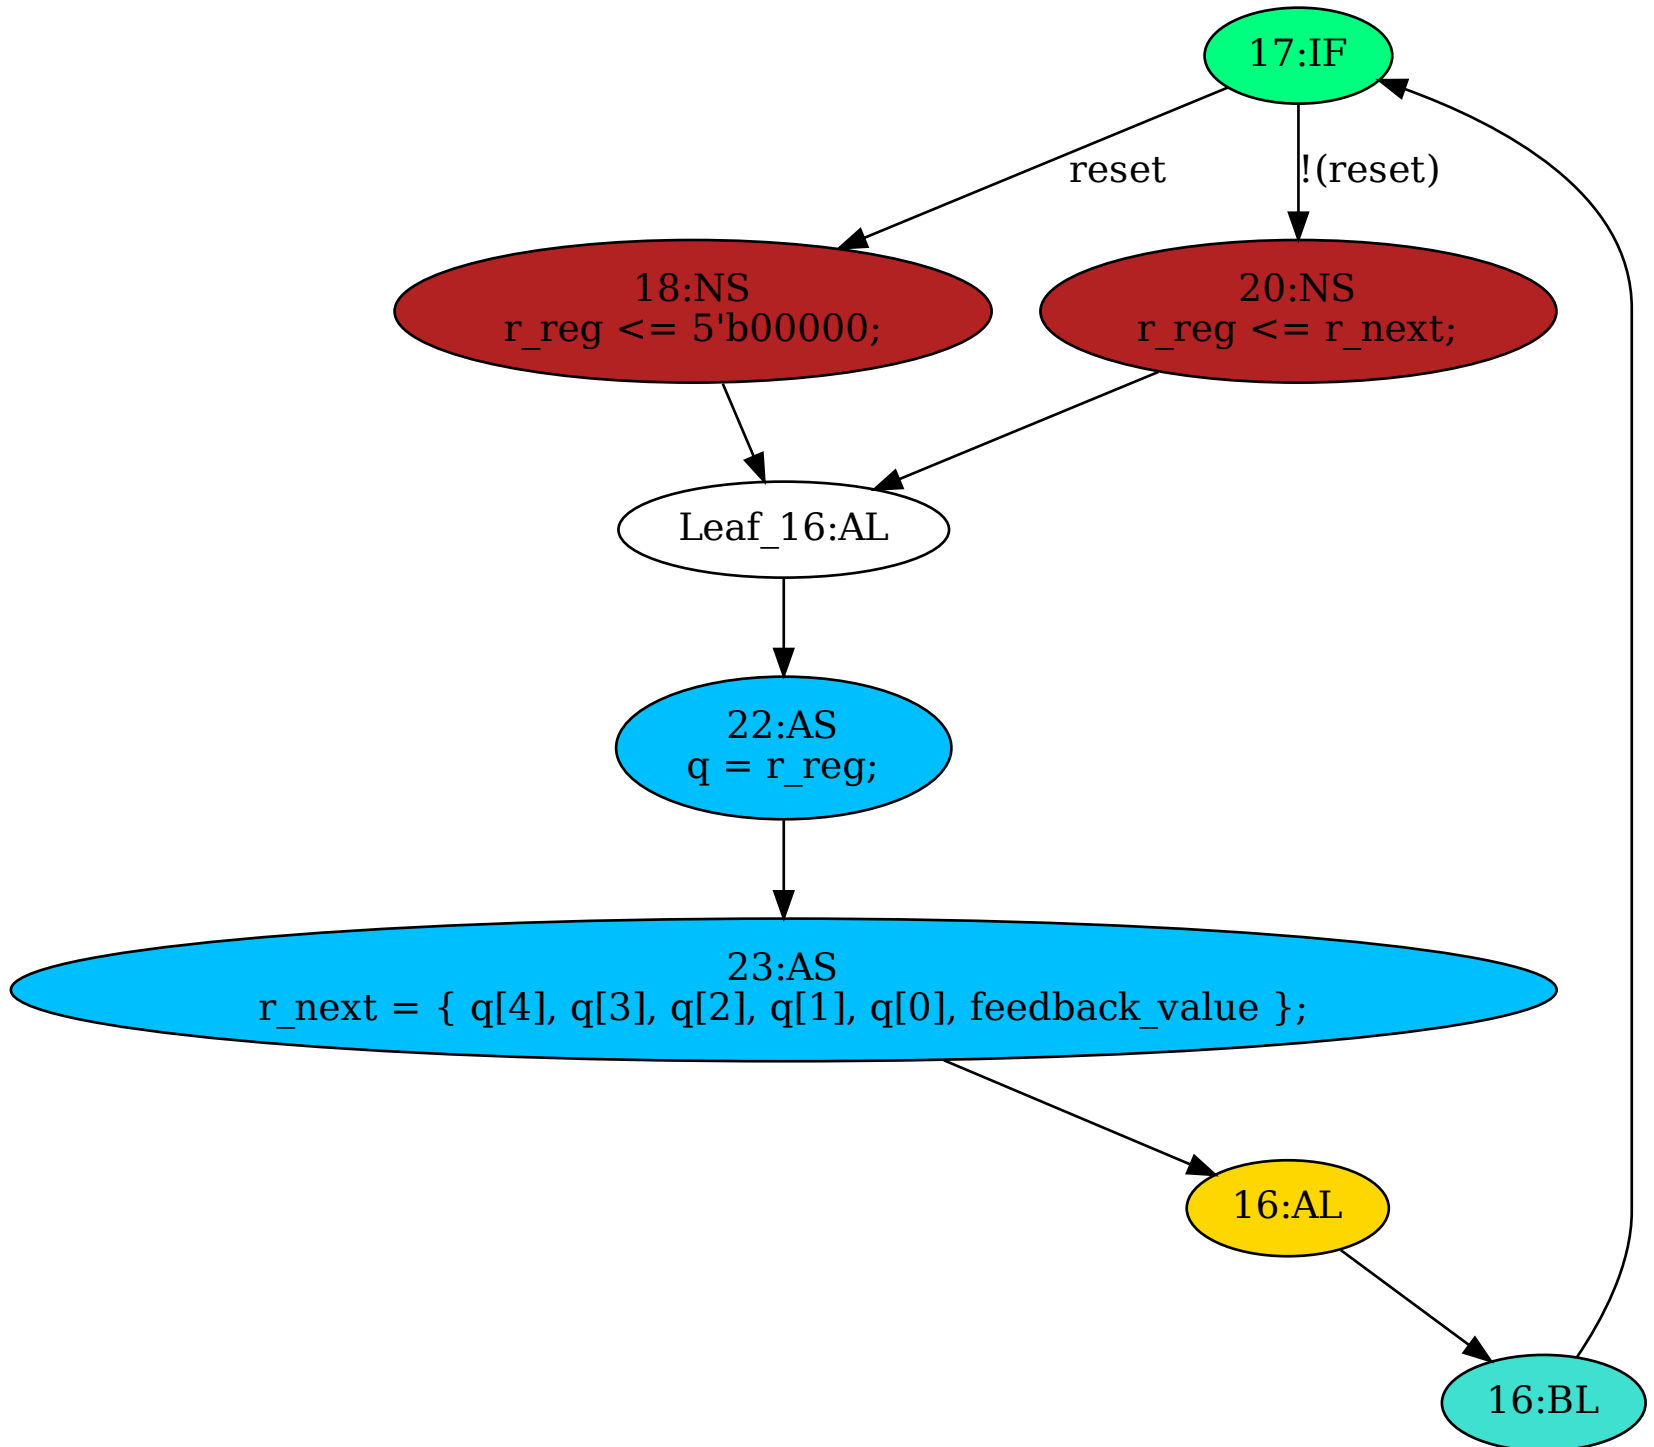 17:IF
reset
!(reset)
18:NS
r_reg <= 5'b00000;
20:NS
r_reg <= r_next;
Leaf_16:AL
22:AS
q = r_reg;
23:AS
r_next = { q[4], q[3], q[2], q[1], q[0], feedback_value };
16:AL
16:BL